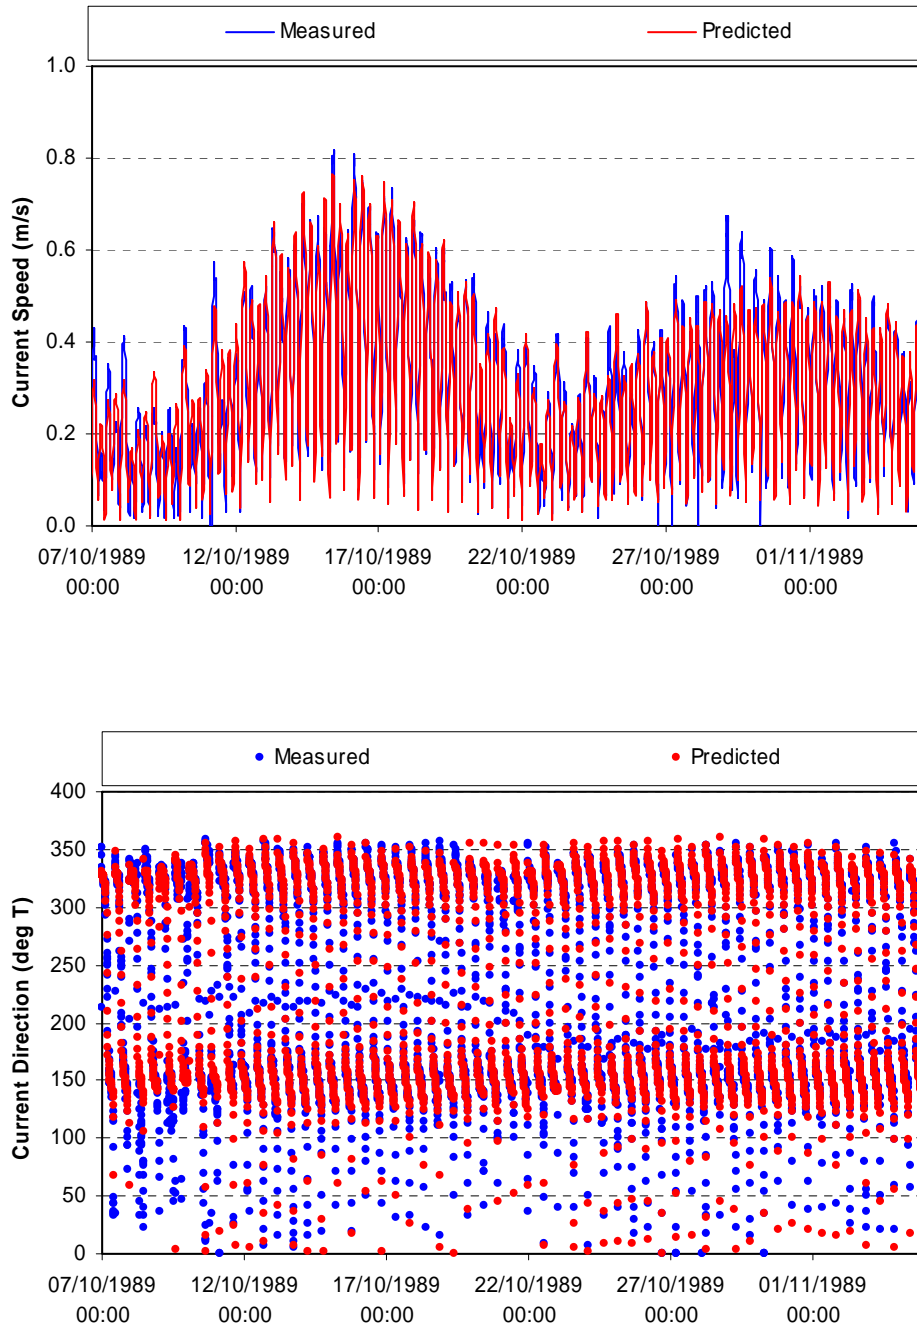 Measured Predicted
1.0
0.8
0.6
0.4
0.2
0.0
Current Speed (m/s)
07/10/1989 12/10/1989 17/10/1989 22/10/1989 27/10/1989 01/11/1989
00:00 00:00 00:00 00:00 00:00 00:00
Measured Predicted
400
350
300
250
200
150
100
50
0
Current Direction (deg T)
07/10/1989 12/10/1989 17/10/1989 22/10/1989 27/10/1989 01/11/1989
00:00 00:00 00:00 00:00 00:00 00:00